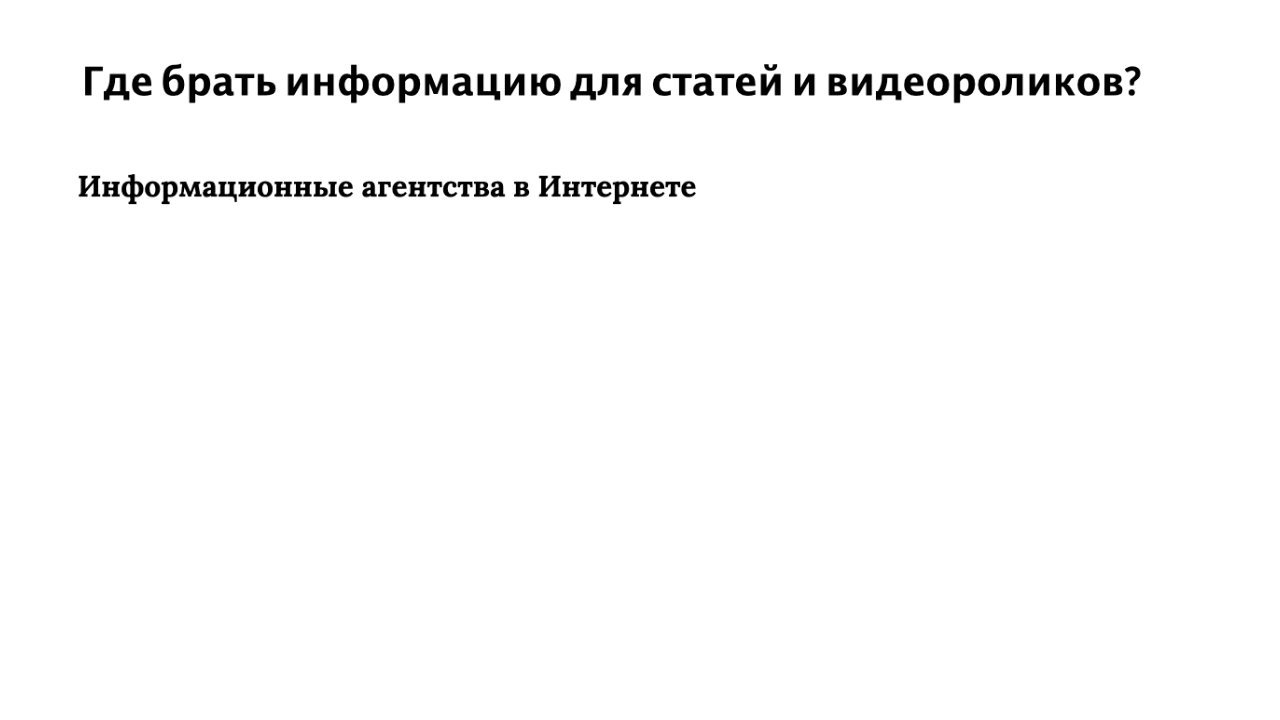 Где брать информацию для статей и видеороликов?
Информационные агентства в Интернете